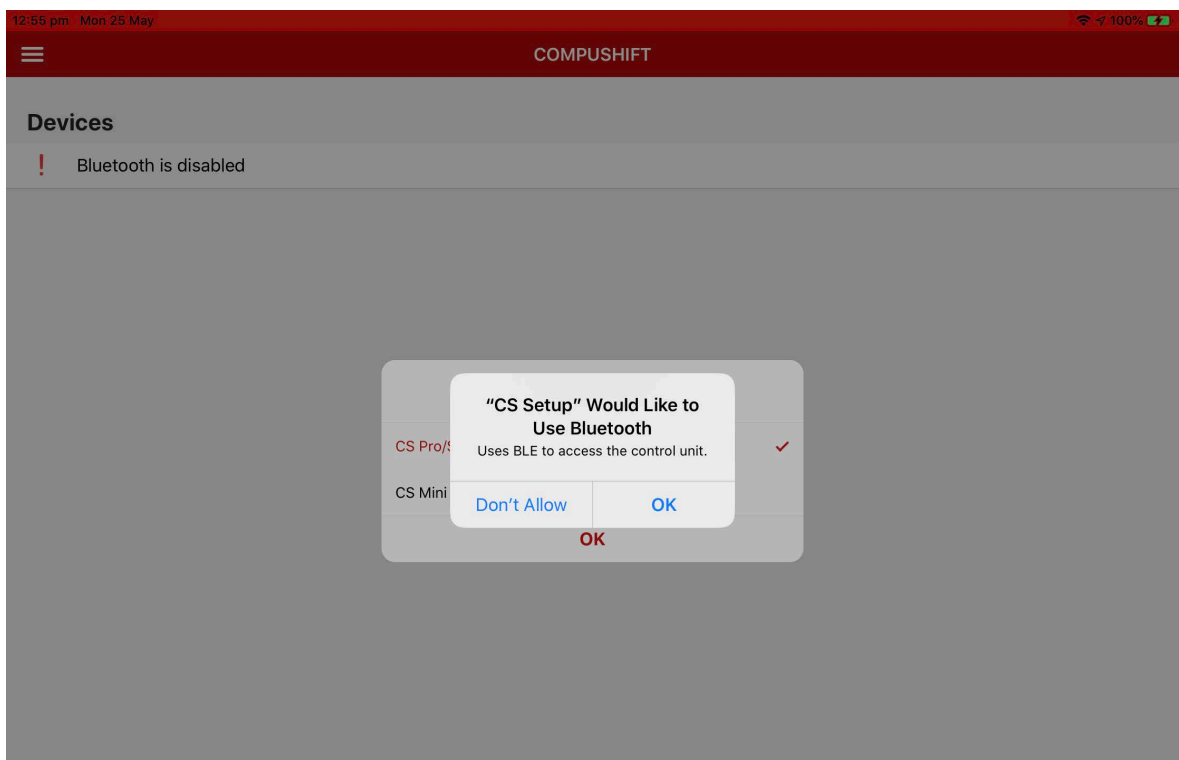 12:55 pm Mon 25 May
100%
COMPUSHIFT
Devices
! Bluetooth is disabled
“CS Setup” Would Like to
Use Bluetooth
Uses BLE to access the control unit.
CS Pro/
CS Mini
Don’t Allow
OK
OK